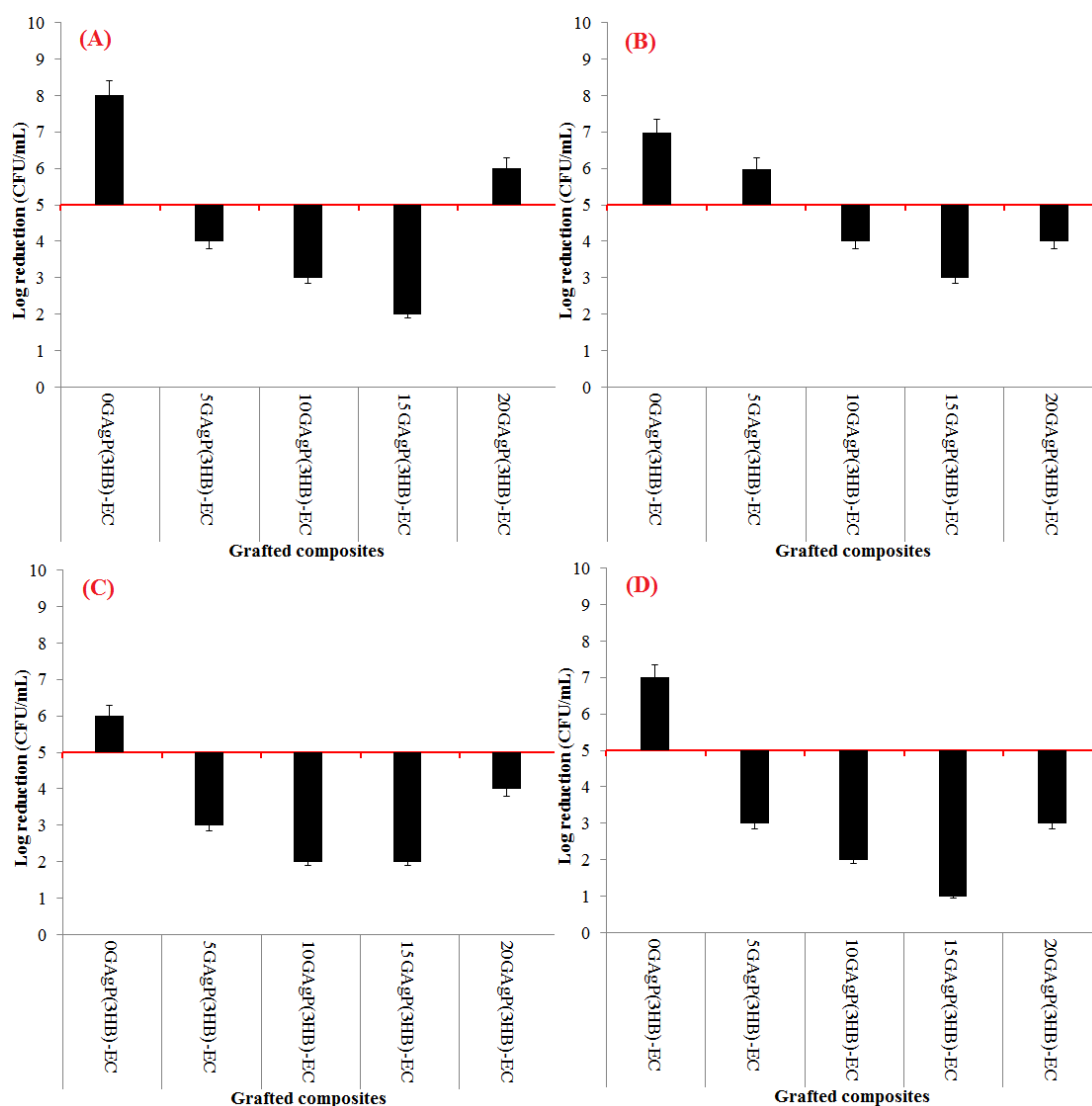 (A)
Log reduction (CFU/mL)
10
9
8
7
6
5
4
3
2
1
0
0GAgP(3HB)-EC
5GAgP(3HB)-EC
10GAgP(3HB)-EC
15GAgP(3HB)-EC
20GAgP(3HB)-EC
Grafted composites
(B)
Log reduction (CFU/mL)
10
9
8
7
6
5
4
3
2
1
0
0GAgP(3HB)-EC
5GAgP(3HB)-EC
10GAgP(3HB)-EC
15GAgP(3HB)-EC
20GAgP(3HB)-EC
Grafted composites
(C)
Log reduction (CFU/mL)
10
9
8
7
6
5
4
3
2
1
0
0GAgP(3HB)-EC
5GAgP(3HB)-EC
10GAgP(3HB)-EC
15GAgP(3HB)-EC
20GAgP(3HB)-EC
Grafted composites
(D)
Log reduction (CFU/mL)
10
9
8
7
6
5
4
3
2
1
0
0GAgP(3HB)-EC
5GAgP(3HB)-EC
10GAgP(3HB)-EC
15GAgP(3HB)-EC
20GAgP(3HB)-EC
Grafted composites